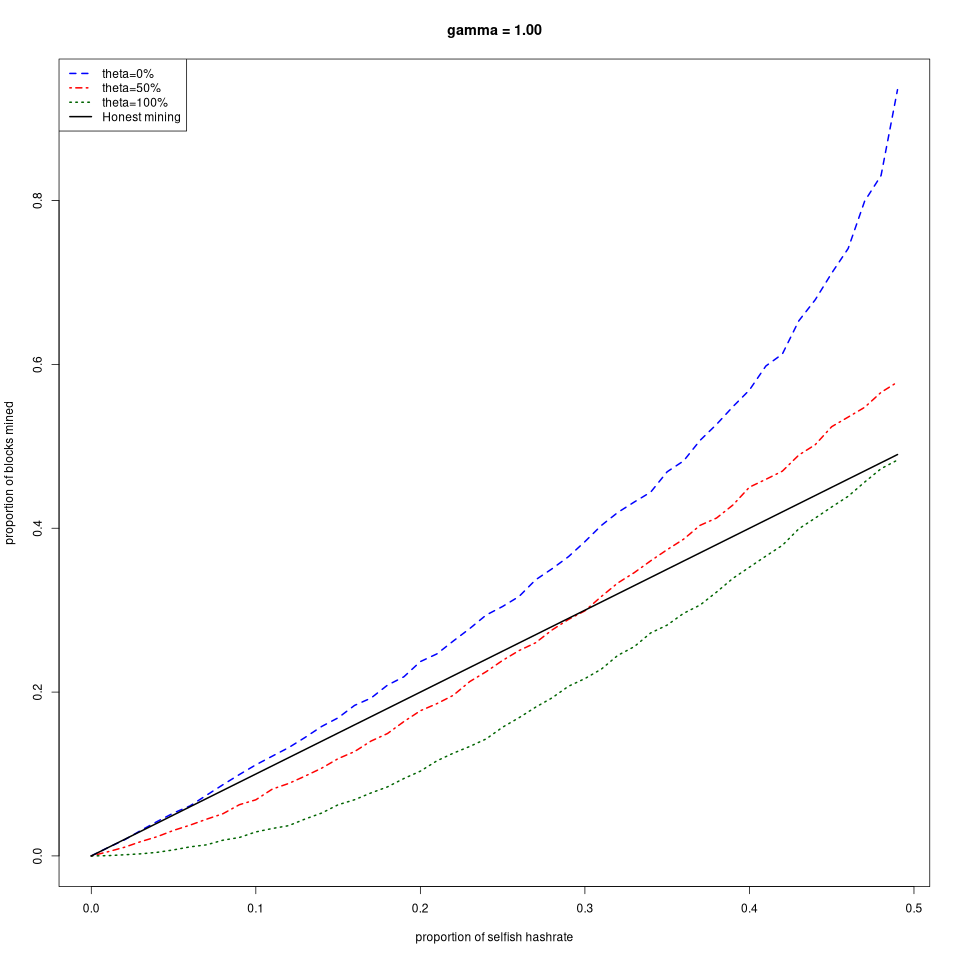 gamma = 1.00
theta=0%
theta=50%
theta=100%
Honest mining
proportion of blocks mined
0.8
0.6
0.4
0.2
0.0
0.0 0.1 0.2 0.3 0.4 0.5
proportion of selfish hashrate